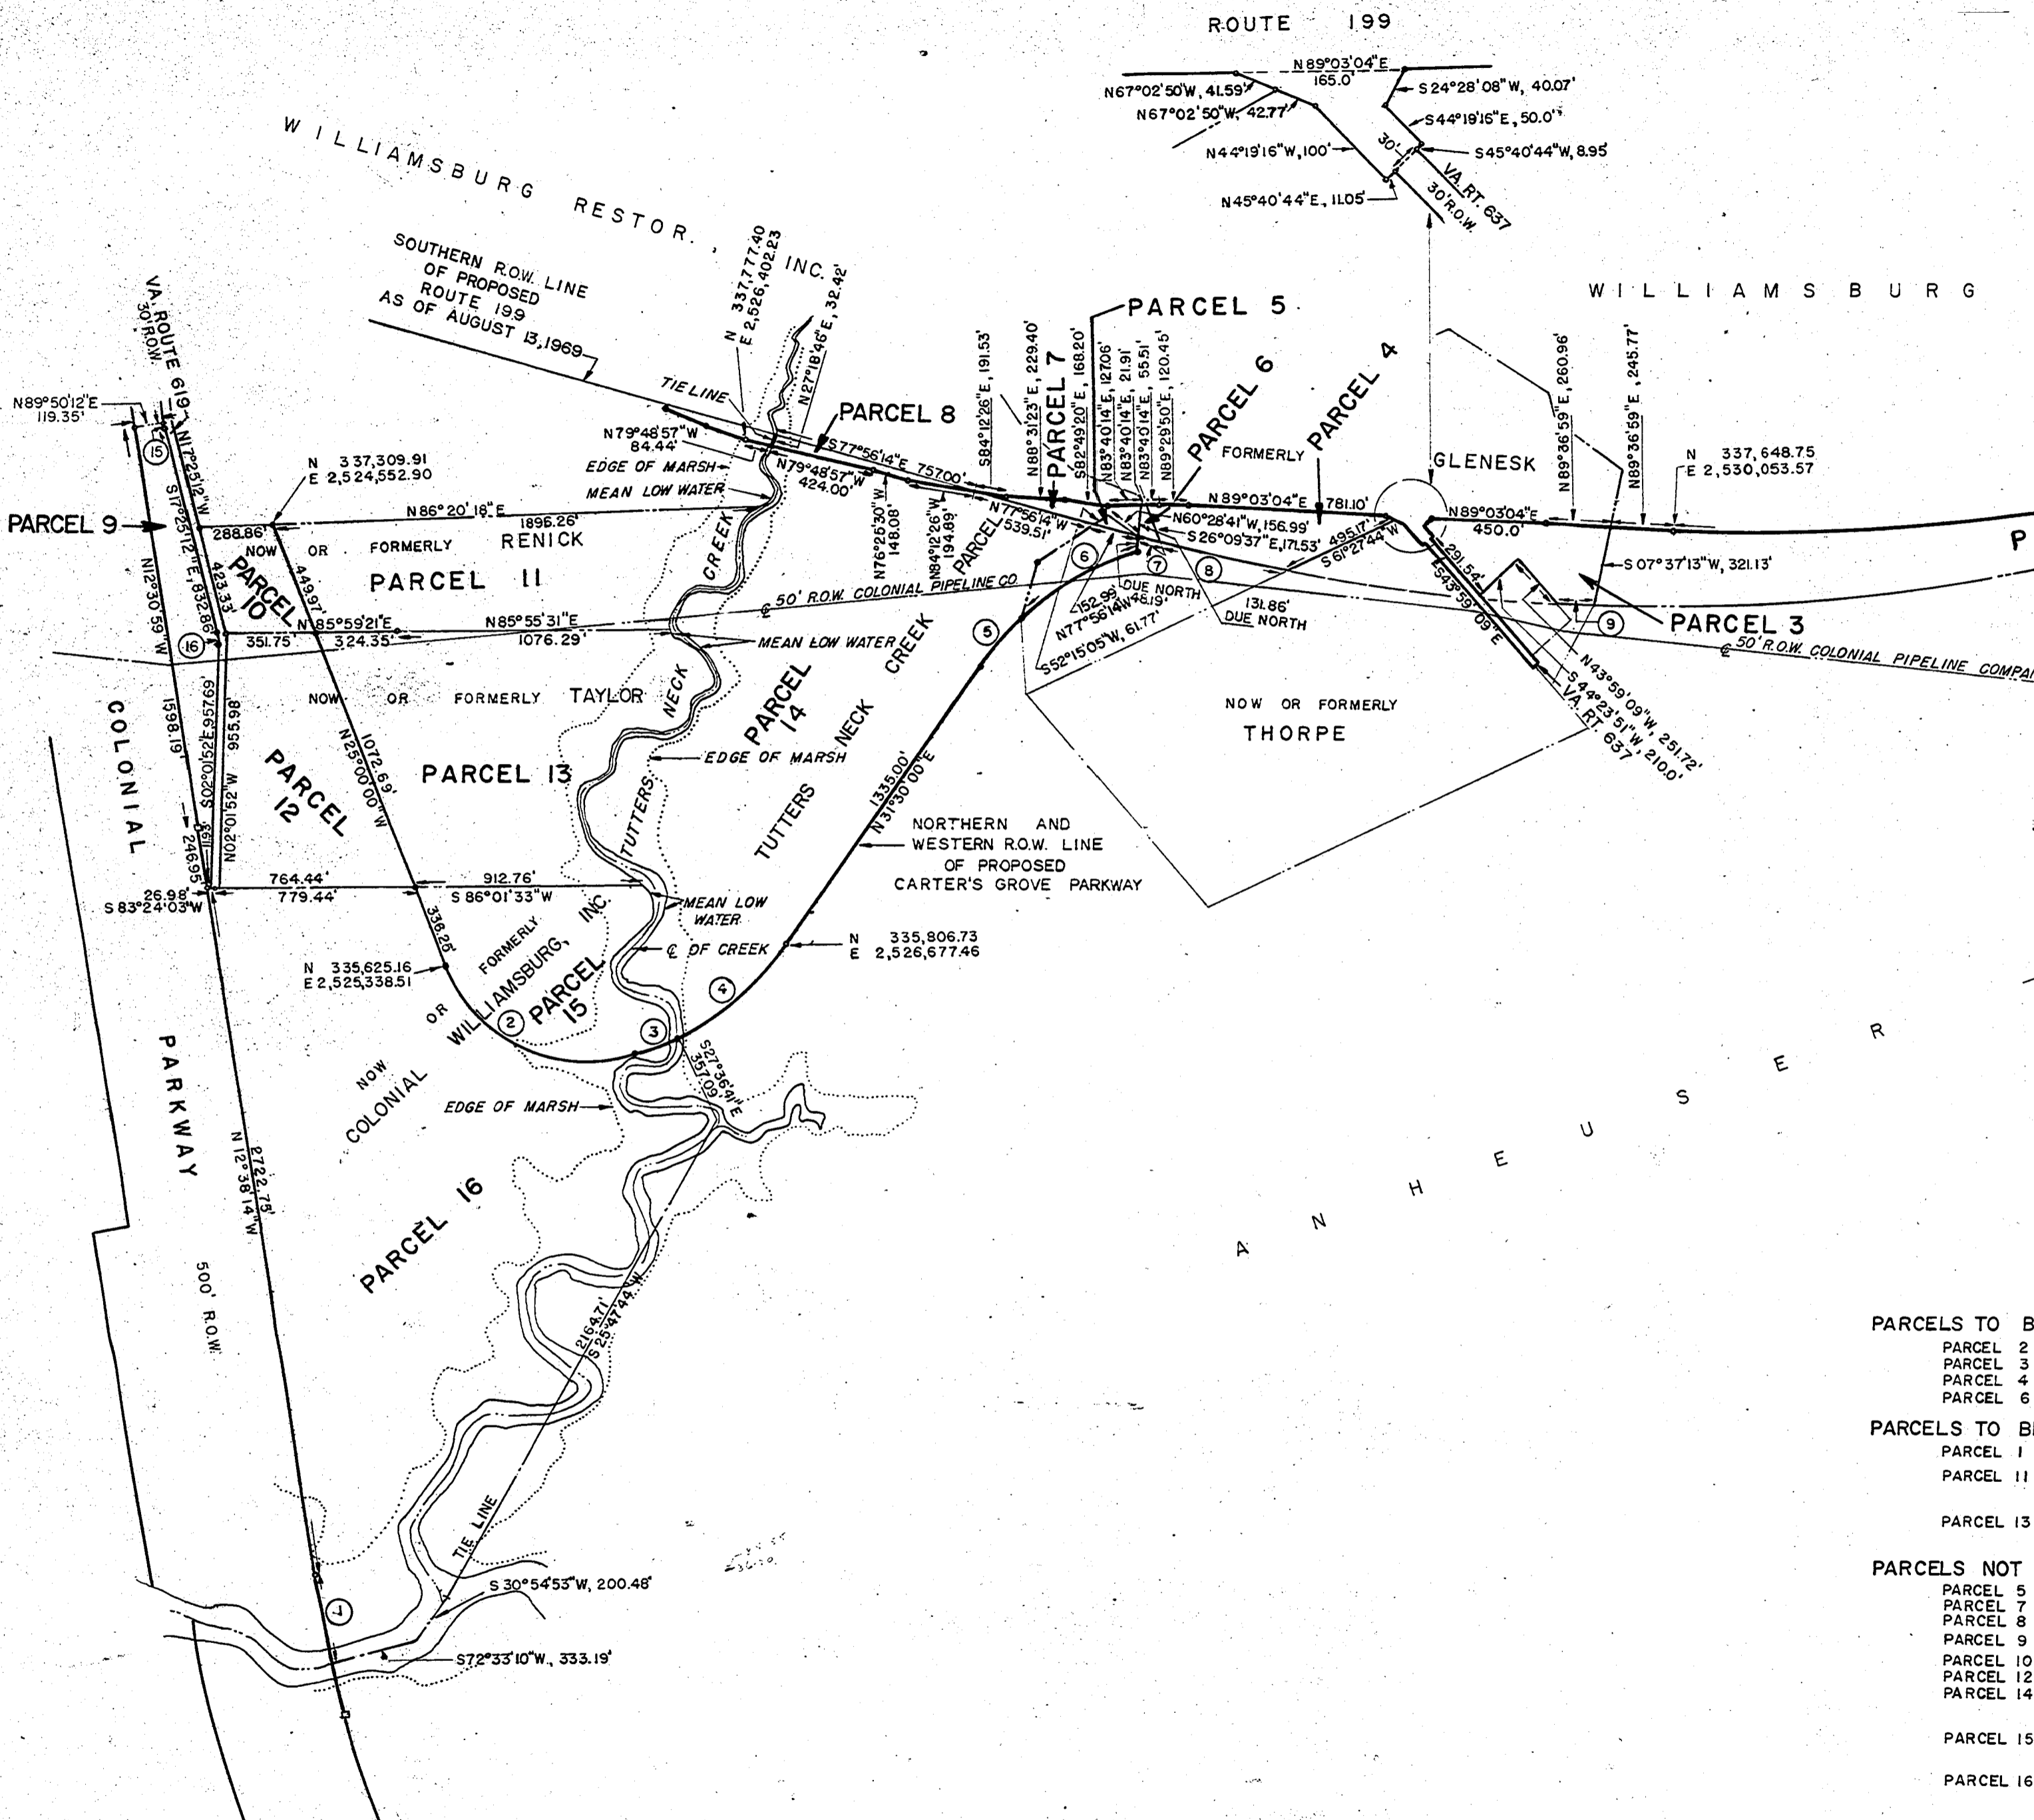 ROUTE 199
N89°03'04"E
165.0'
N67°02'50"W, 41.59'
N67°02'50"W, 42.77'
S24°28'08"W, 40.07'
S44°19'16"E, 50.0'
N44°19'16"W, 100'
30'
S45°40'44"W, 8.95'
N45°40'44"E, 11.05'
VA. RT. 637
30' R.O.W.
WILLIAMSBURG RESTOR., INC.
WILLIAMSBURG
SOUTHERN R.O.W. LINE
OF PROPOSED
ROUTE 199
AS OF AUGUST 13, 1969
N 337,777.40
E 2,526,402.23
N27°18'46"E, 32.42'
TIE LINE
PARCEL 8
PARCEL 5
PARCEL 7
PARCEL 6
PARCEL 4
VA. ROUTE 619
30' R.O.W.
N89°50'12"E
119.35'
15
N17°25'12"W
S17°25'12"E, 832.86'
N 337,309.91
E 2,524,552.90
N79°48'57"W
84.44'
EDGE OF MARSH
MEAN LOW WATER
S77°56'14"E 757.00'
N79°48'57"W
424.00'
S84°12'26"E, 191.53'
N88°31'23"E, 229.40'
S82°49'20"E, 168.20'
N83°40'14"E, 127.06'
N83°40'14"E, 21.91'
N83°40'14"E, 55.51'
N89°29'50"E, 120.45'
FORMERLY
GLENESK
N89°36'59"E, 260.96'
N89°36'59"E, 245.77'
N 337,648.75
E 2,530,053.57
PARCEL 9
288.86'
N86°20'18"E
1896.26'
NOW OR FORMERLY RENICK
PARCEL 11
PARCEL 10
423.33'
449.97'
CREEK
N76°26'30"W
148.08'
N84°12'26"W
194.89'
PARCEL
N77°56'14"W
539.51'
N89°03'04"E 781.10'
N60°28'41"W, 156.99'
S26°09'37"E, 171.53'
495.17'
S61°27'44"W
N89°03'04"E
450.0'
291.54'
S43°59'09"E
S07°37'13"W, 321.13'
P
6
7
8
9
152.99'
DUE NORTH
N77°56'14"W 48.19'
S52°15'05"W, 61.77'
131.86'
DUE NORTH
PARCEL 3
℄ 50' R.O.W. COLONIAL PIPELINE CO.
℄ 50' R.O.W. COLONIAL PIPELINE COMPA
N12°30'59"W
1598.19'
16
351.75'
N85°59'21"E
324.35'
N85°55'31"E
1076.29'
MEAN LOW WATER
5
N43°59'09"W, 251.72'
S44°23'51"W, 210.0'
VA. RT. 637
NOW OR FORMERLY TAYLOR
NECK
PARCEL 14
TUTTERS NECK CREEK
NOW OR FORMERLY
THORPE
COLONIAL
S02°01'52"E, 957.69'
N02°01'52"W 955.98'
PARCEL 12
1072.69'
N25°00'00"W
PARCEL 13
EDGE OF MARSH
TUTTERS
1335.00'
N31°30'00"E
NORTHERN AND
WESTERN R.O.W. LINE
OF PROPOSED
CARTER'S GROVE PARKWAY
246.95'
1193'
26.98'
S83°24'03"W
764.44'
779.44'
912.76'
S86°01'33"W
MEAN LOW
WATER
336.25'
℄ OF CREEK
N 335,806.73
E 2,526,677.46
N 335,625.16
E 2,525,338.51
NOW OR FORMERLY
COLONIAL WILLIAMSBURG, INC.
PARCEL 15
2
3
4
S27°36'41"E
357.09'
EDGE OF MARSH
PARKWAY
N12°38'14"W
2722.75'
PARCEL 16
500' R.O.W.
ANHEUSER
2164.71'
S25°47'44"W
TIE LINE
S30°54'53"W, 200.48'
1
S72°33'10"W., 333.19'
PARCELS TO B
PARCEL 2
PARCEL 3
PARCEL 4
PARCEL 6
PARCELS TO B
PARCEL 1
PARCEL 11
PARCEL 13
PARCELS NOT
PARCEL 5
PARCEL 7
PARCEL 8
PARCEL 9
PARCEL 10
PARCEL 12
PARCEL 14
PARCEL 15
PARCEL 16